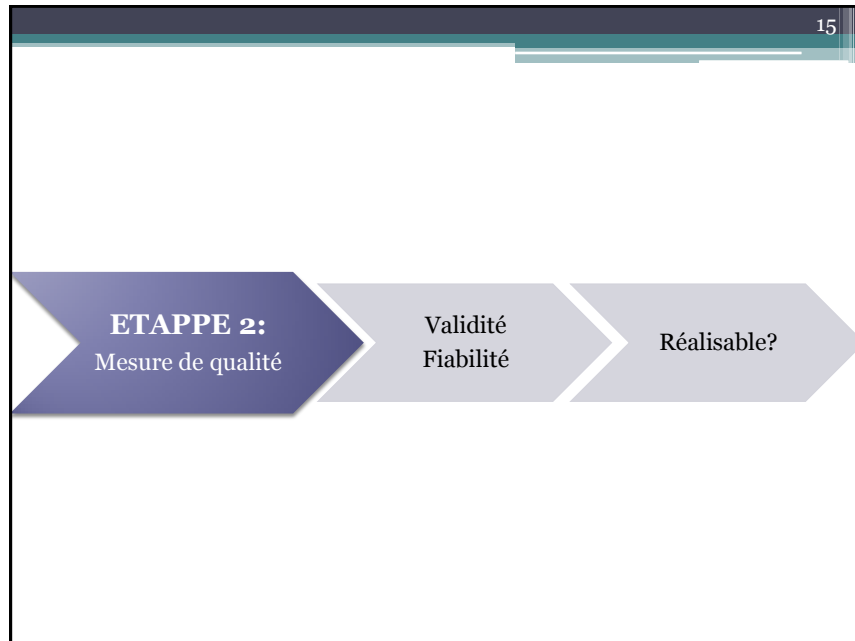 15
ETAPPE 2:
Mesure de qualité
Validité
Fiabilité
Réalisable?